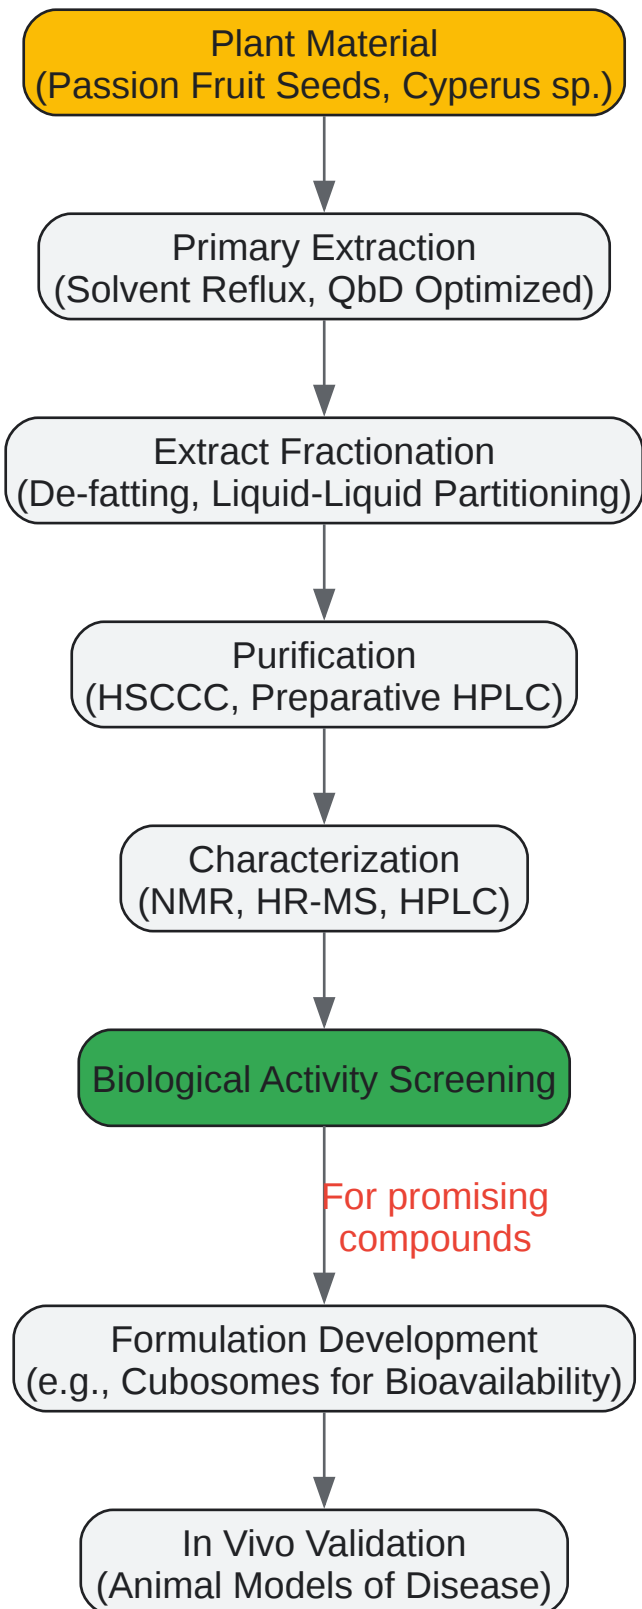 Plant Material
(Passion Fruit Seeds, Cyperus sp.)
Primary Extraction
(Solvent Reflux, QbD Optimized)
Extract Fractionation
(De-fatting, Liquid-Liquid Partitioning)
Purification
(HSCCC, Preparative HPLC)
Characterization
(NMR, HR-MS, HPLC)
Biological Activity Screening
For promising
compounds
Formulation Development
(e.g., Cubosomes for Bioavailability)
In Vivo Validation
(Animal Models of Disease)